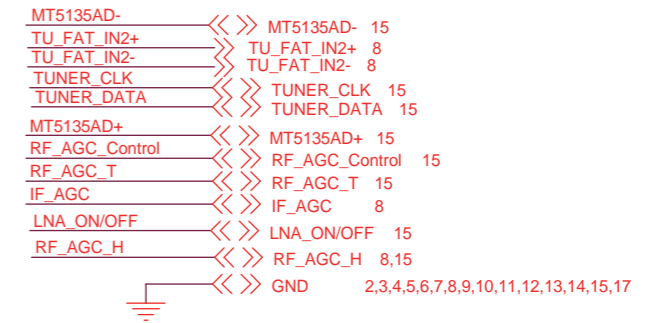 MT5135AD- MT5135AD- 15
TU_FAT_IN2+ TU_FAT_IN2+ 8
TU_FAT_IN2- TU_FAT_IN2- 8
TUNER_CLK TUNER_CLK 15
TUNER_DATA TUNER_DATA 15
MT5135AD+ MT5135AD+ 15
RF_AGC_Control RF_AGC_Control 15
RF_AGC_T RF_AGC_T 15
IF_AGC IF_AGC 8
LNA_ON/OFF LNA_ON/OFF 15
RF_AGC_H RF_AGC_H 8,15
GND 2,3,4,5,6,7,8,9,10,11,12,13,14,15,17